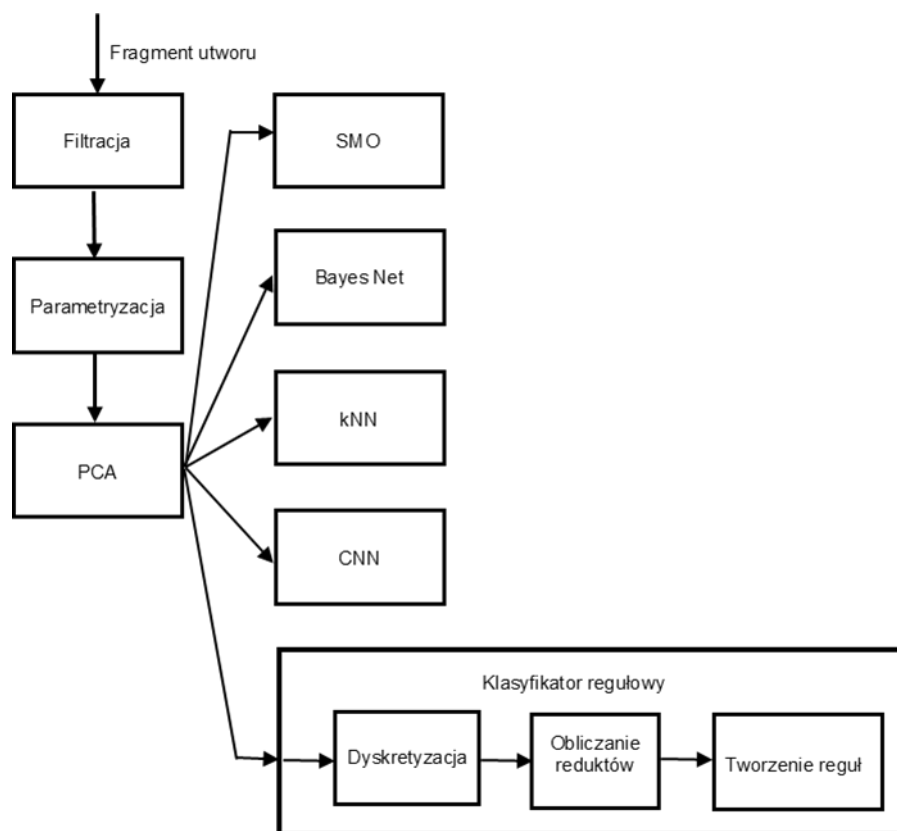 Fragment utworu
Filtracja
SMO
Bayes Net
Parametryzacja
kNN
PCA
CNN
Klasyfikator regułowy
Dyskretyzacja
Obliczanie
reduktów
Tworzenie reguł